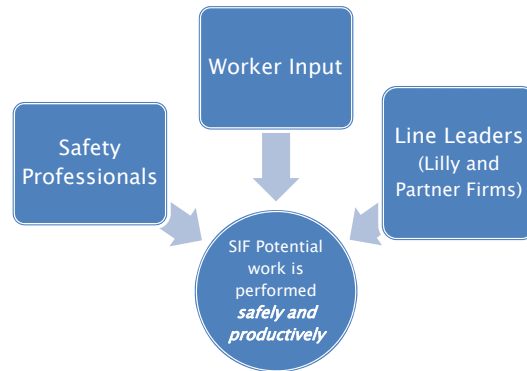 Worker Input
Safety
Professionals
Line Leaders
(Lilly and
Partner Firms)
SIF Potential
work is
performed
safely and
productively